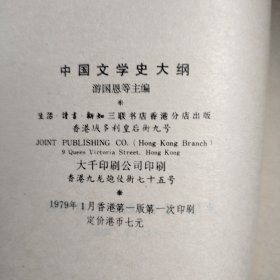 中国文学史大纲
游国恩等主编
*
生活·讀書·新知三联书店香港分店出版
香港域多利皇后街九号
JOINT PUBLISHING CO. (Hong Kong Branch)
9 Queen Victoria Street, Hong Kong
大千印刷公司印刷
香港九龙炮仗街七十五号
*
1979年1月香港第一版第一次印刷
定价港币七元